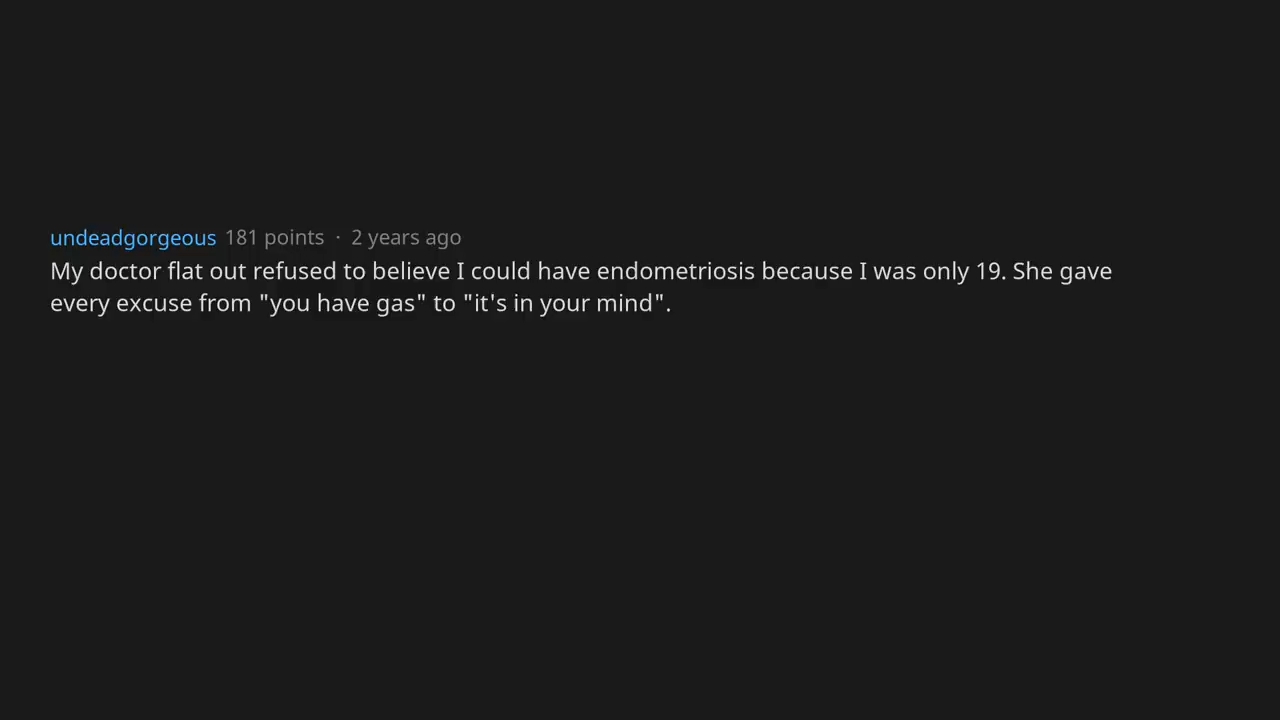 undeadgorgeous 181 points · 2 years ago
My doctor flat out refused to believe I could have endometriosis because I was only 19. She gave
every excuse from "you have gas" to "it's in your mind".